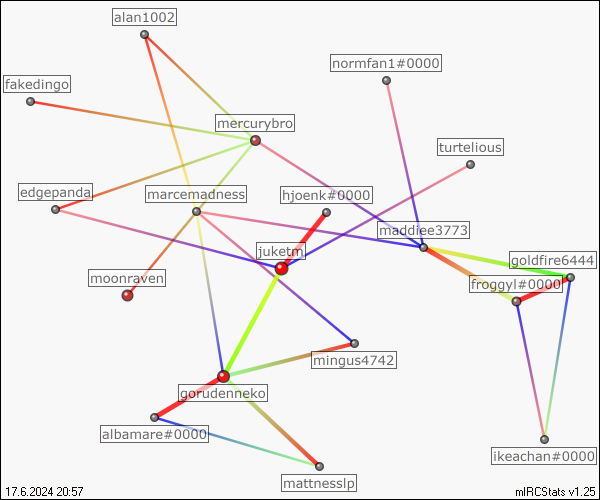 alan1002
normfan1#0000
fakedingo
mercurybro
turtelious
edgepanda
marcemadness
hjoenk#0000
maddiee3773
juketm
goldfire6444
moonraven
froggyl#0000
mingus4742
gorudenneko
albamare#0000
ikeachan#0000
mattnesslp
17.6.2024 20:57
mIRCStats v1.25